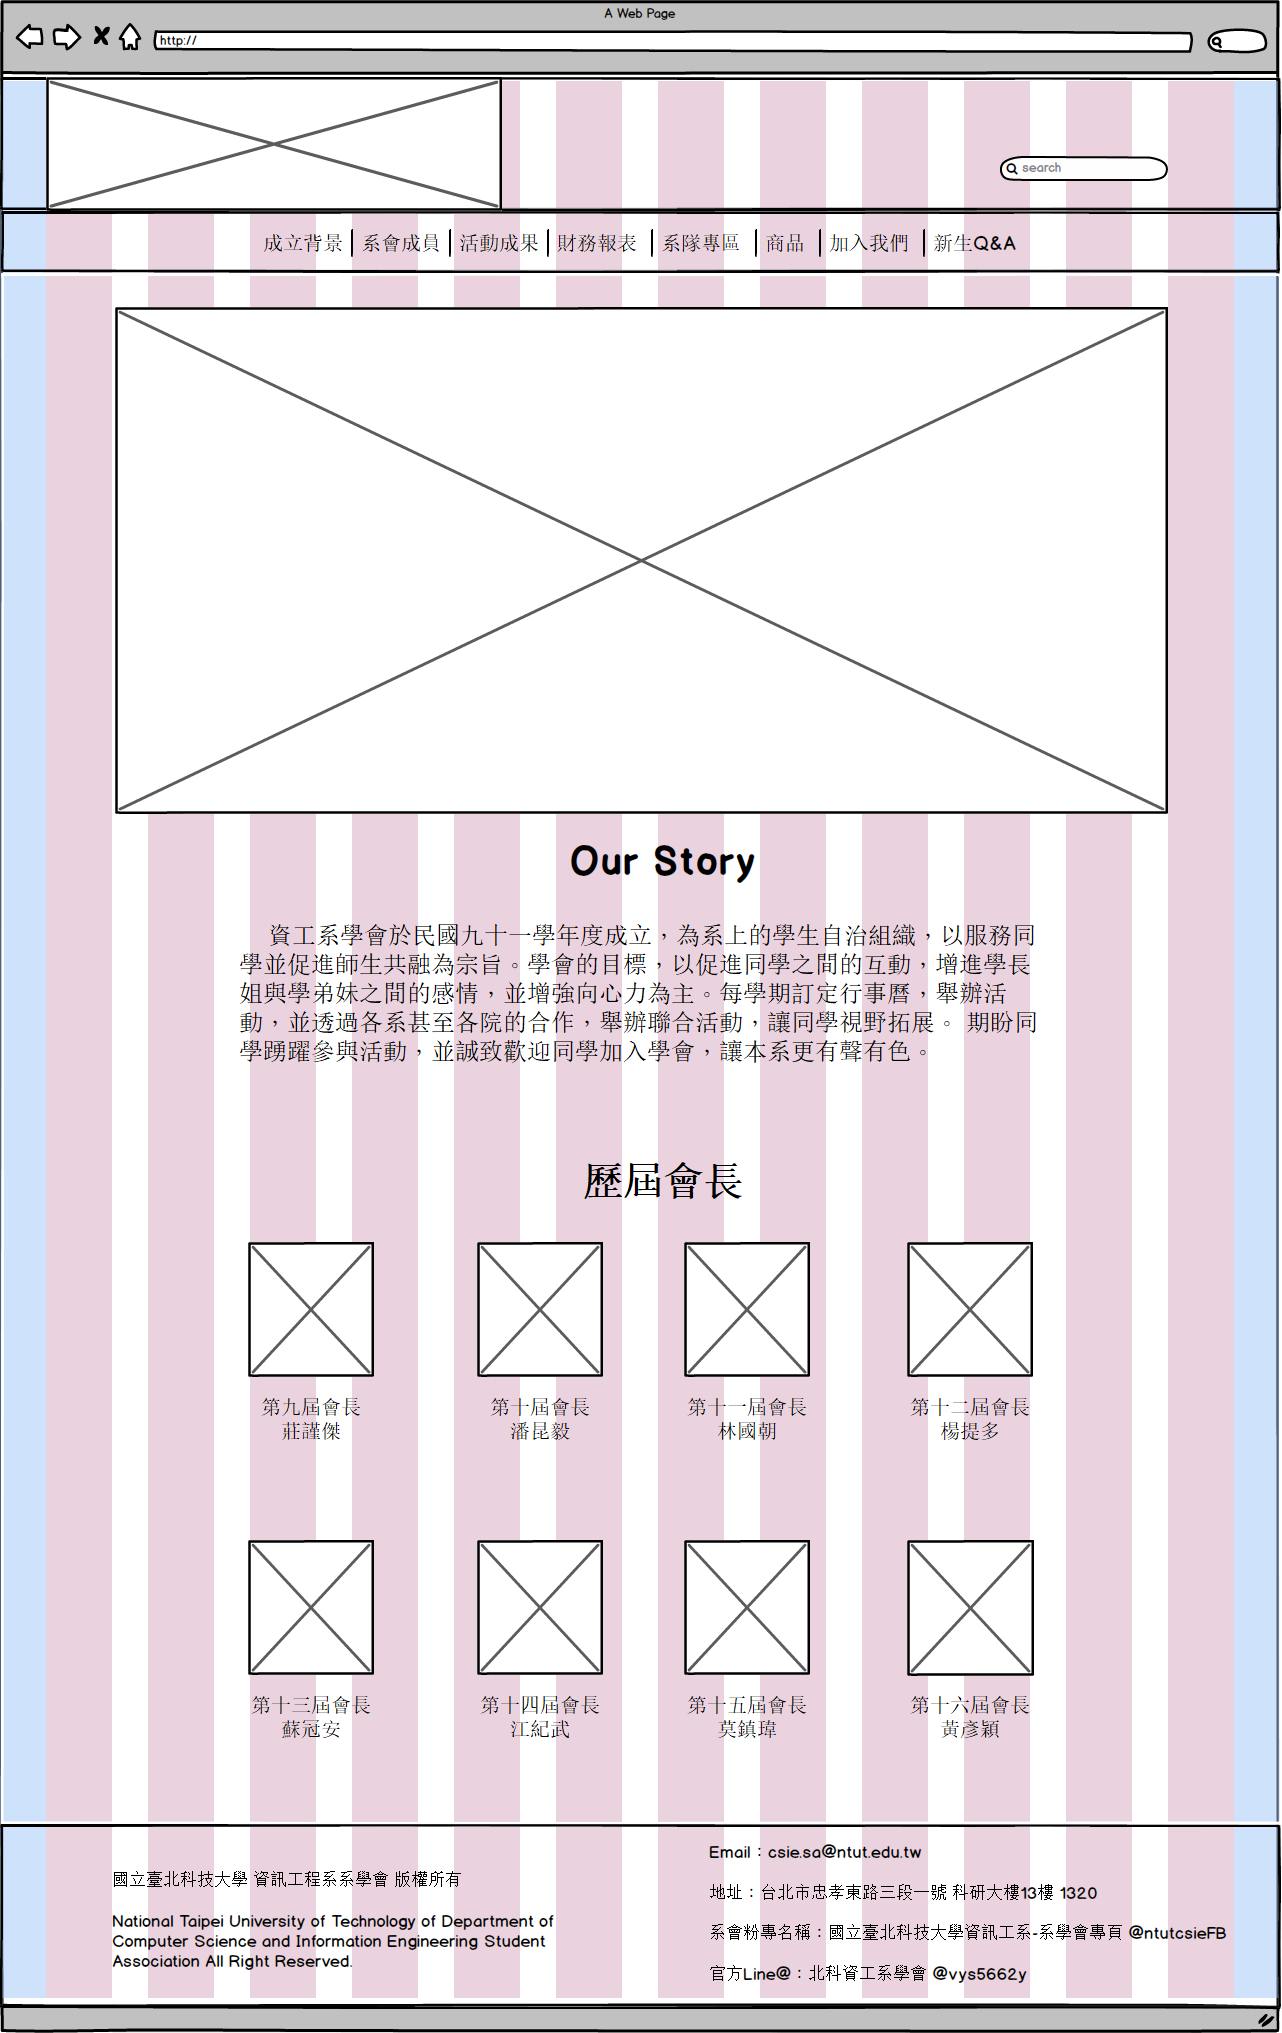 A Web Page
http://
search
成立背景 系會成員 活動成果 財務報表 系隊專區 商品 加入我們 新生Q&A
Our Story
資工系學會於民國九十一學年度成立，為系上的學生自治組織，以服務同
學並促進師生共融為宗旨。學會的目標，以促進同學之間的互動，增進學長
姐與學弟妹之間的感情，並增強向心力為主。每學期訂定行事曆，舉辦活
動，並透過各系甚至各院的合作，舉辦聯合活動，讓同學視野拓展。 期盼同
學踴躍參與活動，並誠致歡迎同學加入學會，讓本系更有聲有色。
歷屆會長
第九屆會長
莊謹傑
第十屆會長
潘昆毅
第十一屆會長
林國朝
第十二屆會長
楊提多
第十三屆會長
蘇冠安
第十四屆會長
江紀武
第十五屆會長
莫鎮瑋
第十六屆會長
黃彥穎
國立臺北科技大學 資訊工程系系學會 版權所有
National Taipei University of Technology of Department of
Computer Science and Information Engineering Student
Association All Right Reserved.
Email：csie.sa@ntut.edu.tw
地址：台北市忠孝東路三段一號 科研大樓13樓 1320
系會粉專名稱：國立臺北科技大學資訊工系-系學會專頁 @ntutcsieFB
官方Line@：北科資工系學會 @vys5662y